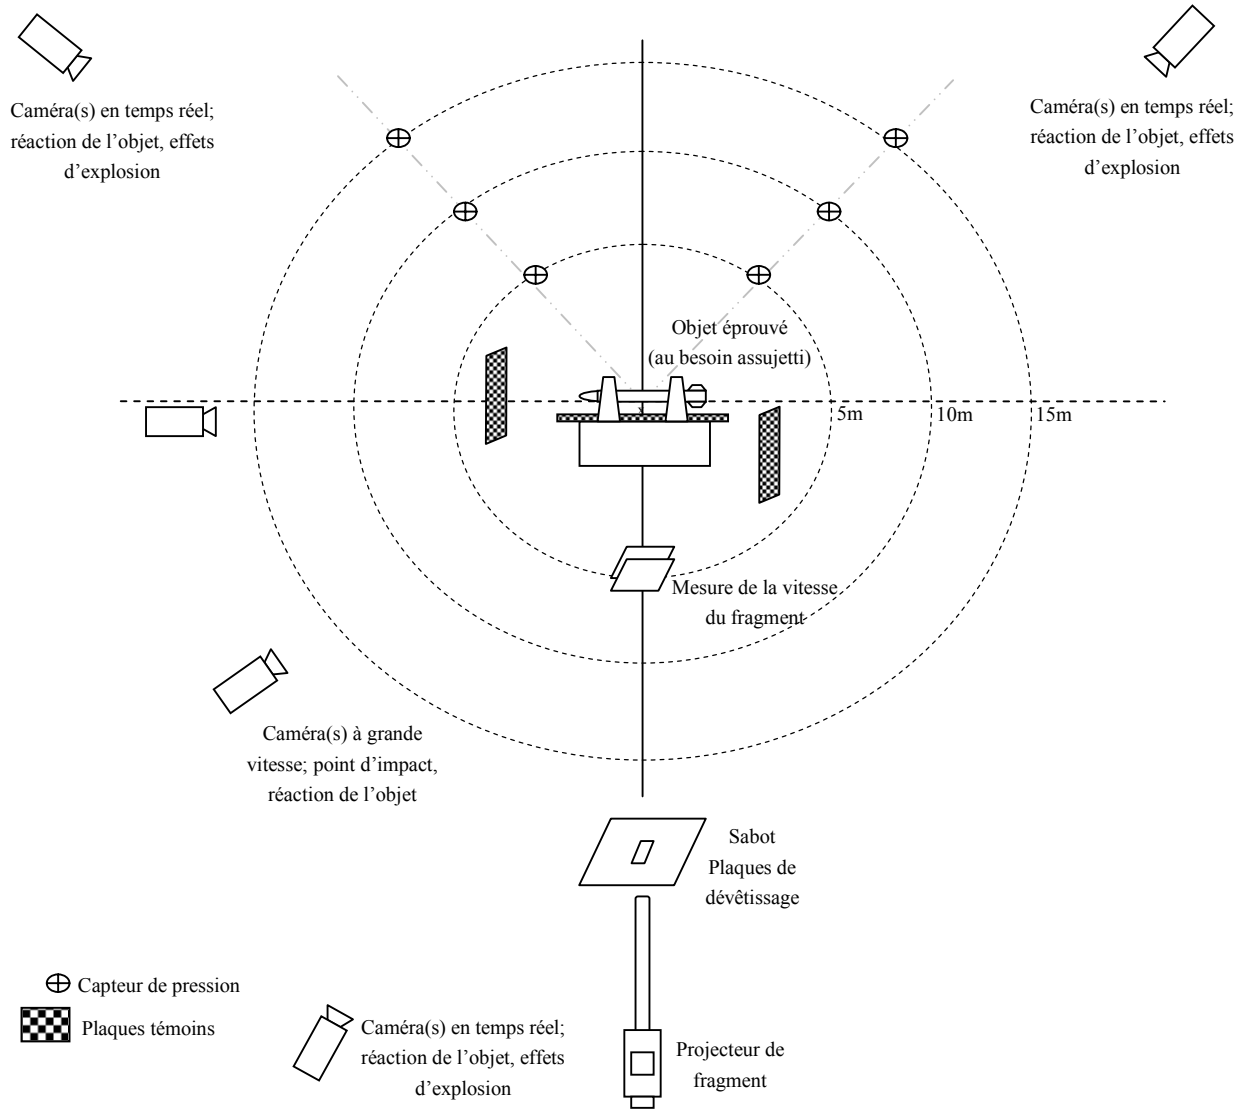 Caméra(s) en temps réel;
réaction de l'objet, effets
d'explosion
Caméra(s) en temps réel;
réaction de l'objet, effets
d'explosion
Objet éprouvé
(au besoin assujetti)
5m
10m
15m
Mesure de la vitesse
du fragment
Caméra(s) à grande
vitesse; point d'impact,
réaction de l'objet
Sabot
Plaques de
dévêtissage
Capteur de pression
Plaques témoins
Caméra(s) en temps réel;
réaction de l'objet, effets
d'explosion
Projecteur de
fragment